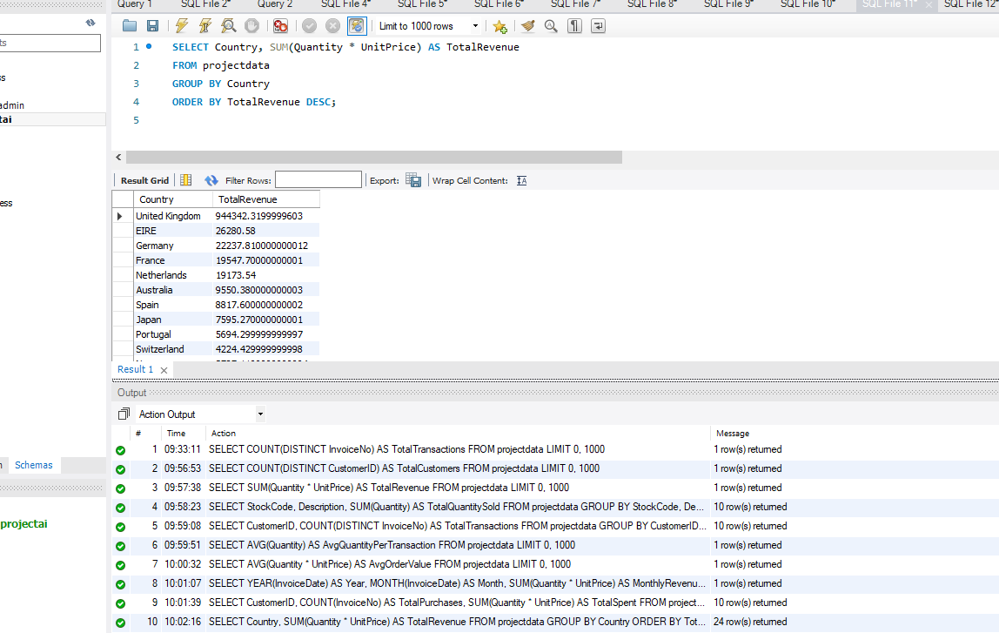 Query 1 SQL File 2* Query 2 SQL File 4* SQL File 5* SQL File 6* SQL File 7* SQL File 8* SQL File 9* SQL File 10* SQL File 11* SQL File 12*
Limit to 1000 rows
ts
ss
admin
tai
ess
1 SELECT Country, SUM(Quantity * UnitPrice) AS TotalRevenue
2 FROM projectdata
3 GROUP BY Country
4 ORDER BY TotalRevenue DESC;
5
Result Grid Filter Rows: Export: Wrap Cell Content:
Country TotalRevenue
United Kingdom 944342.3199999603
EIRE 26280.58
Germany 22237.810000000012
France 19547.70000000001
Netherlands 19173.54
Australia 9550.380000000003
Spain 8817.600000000002
Japan 7595.270000000001
Portugal 5694.299999999997
Switzerland 4224.429999999998
Result 1
Output
Action Output
# Time Action Message
1 09:33:11 SELECT COUNT(DISTINCT InvoiceNo) AS TotalTransactions FROM projectdata LIMIT 0, 1000 1 row(s) returned
2 09:56:53 SELECT COUNT(DISTINCT CustomerID) AS TotalCustomers FROM projectdata LIMIT 0, 1000 1 row(s) returned
3 09:57:38 SELECT SUM(Quantity * UnitPrice) AS TotalRevenue FROM projectdata LIMIT 0, 1000 1 row(s) returned
4 09:58:23 SELECT StockCode, Description, SUM(Quantity) AS TotalQuantitySold FROM projectdata GROUP BY StockCode, De... 10 row(s) returned
5 09:59:08 SELECT CustomerID, COUNT(DISTINCT InvoiceNo) AS TotalTransactions FROM projectdata GROUP BY CustomerID... 10 row(s) returned
6 09:59:51 SELECT AVG(Quantity) AS AvgQuantityPerTransaction FROM projectdata LIMIT 0, 1000 1 row(s) returned
7 10:00:32 SELECT AVG(Quantity * UnitPrice) AS AvgOrderValue FROM projectdata LIMIT 0, 1000 1 row(s) returned
8 10:01:07 SELECT YEAR(InvoiceDate) AS Year, MONTH(InvoiceDate) AS Month, SUM(Quantity * UnitPrice) AS MonthlyRevenu... 1 row(s) returned
9 10:01:39 SELECT CustomerID, COUNT(InvoiceNo) AS TotalPurchases, SUM(Quantity * UnitPrice) AS TotalSpent FROM project... 10 row(s) returned
10 10:02:16 SELECT Country, SUM(Quantity * UnitPrice) AS TotalRevenue FROM projectdata GROUP BY Country ORDER BY Tot... 24 row(s) returned
n Schemas
projectai